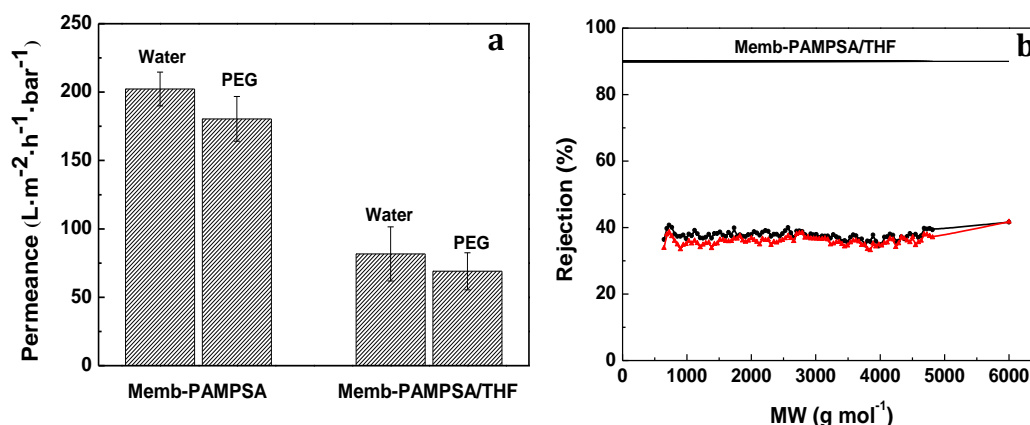 a
Permeance (L·m⁻²·h⁻¹·bar⁻¹)
250
200
150
100
50
0
Water
PEG
Water
PEG
Memb-PAMPSA
Memb-PAMPSA/THF
b
Memb-PAMPSA/THF
Rejection (%)
100
80
60
40
20
0
0 1000 2000 3000 4000 5000 6000
MW (g mol⁻¹)